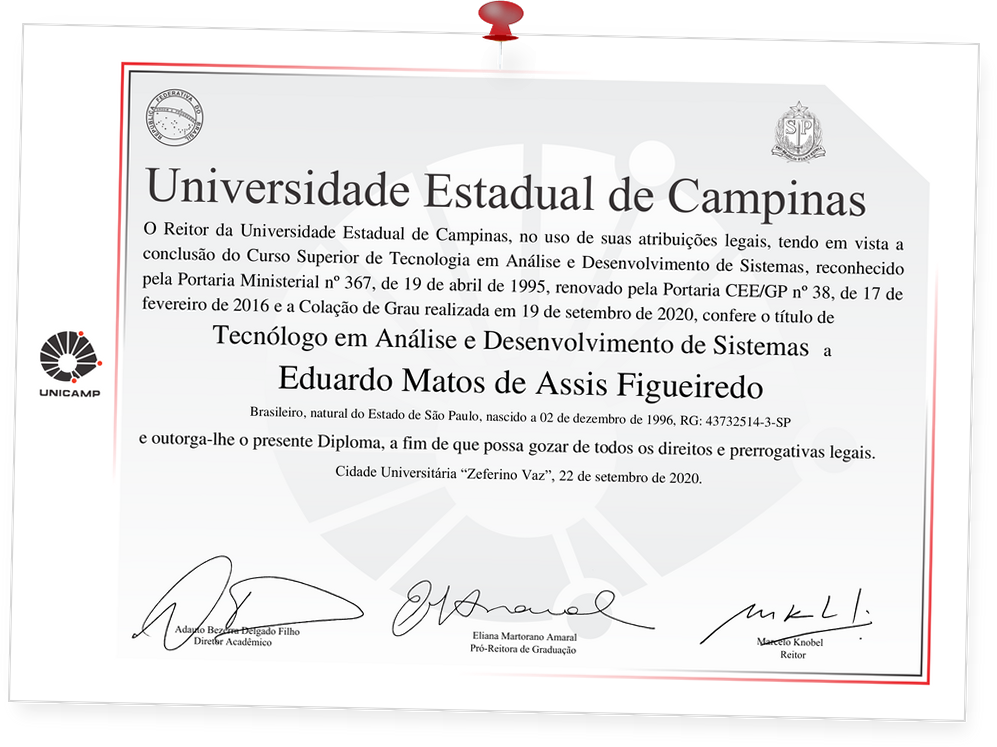 REPÚBLICA FEDERATIVA DO BRASIL
SP
Universidade Estadual de Campinas
O Reitor da Universidade Estadual de Campinas, no uso de suas atribuições legais, tendo em vista a
conclusão do Curso Superior de Tecnologia em Análise e Desenvolvimento de Sistemas, reconhecido
pela Portaria Ministerial nº 367, de 19 de abril de 1995, renovado pela Portaria CEE/GP nº 38, de 17 de
fevereiro de 2016 e a Colação de Grau realizada em 19 de setembro de 2020, confere o título de
Tecnólogo em Análise e Desenvolvimento de Sistemas a
Eduardo Matos de Assis Figueiredo
UNICAMP
Brasileiro, natural do Estado de São Paulo, nascido a 02 de dezembro de 1996, RG: 43732514-3-SP
e outorga-lhe o presente Diploma, a fim de que possa gozar de todos os direitos e prerrogativas legais.
Cidade Universitária “Zeferino Vaz”, 22 de setembro de 2020.
Adauto Bezerra Delgado Filho
Diretor Acadêmico
Eliana Martorano Amaral
Pró-Reitora de Graduação
Marcelo Knobel
Reitor